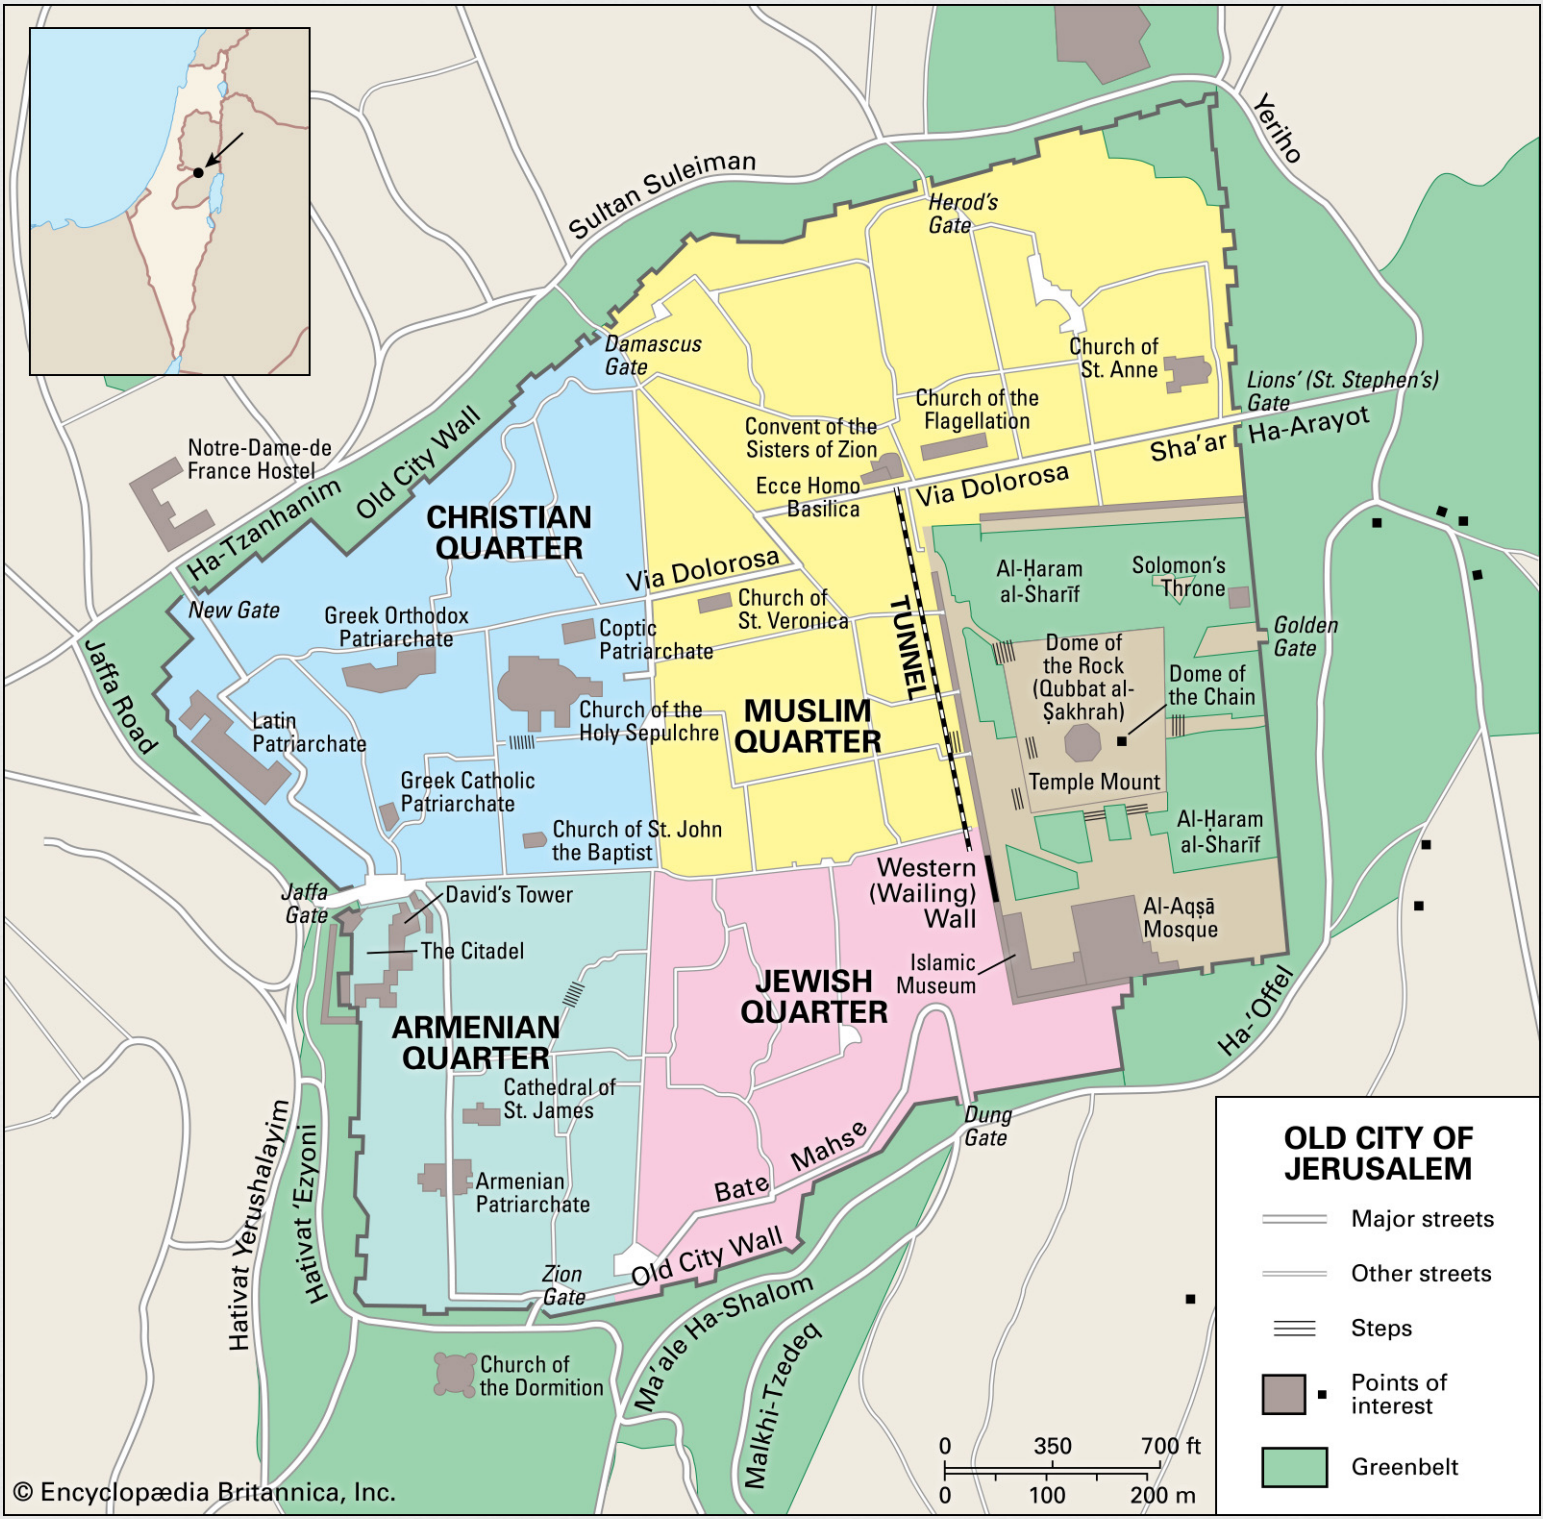 Yeriho
Sultan Suleiman
Herod's
Gate
Damascus
Gate
Church of
St. Anne
Lions' (St. Stephen's)
Gate
Ha-Arayot
Sha'ar
Church of the
Flagellation
Convent of the
Sisters of Zion
Ecce Homo
Basilica
Via Dolorosa
Old City Wall
Notre-Dame-de
France Hostel
Ha-Tzanhanim
CHRISTIAN
QUARTER
New Gate
Via Dolorosa
Greek Orthodox
Patriarchate
Coptic
Patriarchate
Church of
St. Veronica
TUNNEL
Al-Ḥaram
al-Sharīf
Solomon's
Throne
Golden
Gate
Dome of
the Rock
(Qubbat al-
Ṣakhrah)
Dome of
the Chain
Jaffa Road
Latin
Patriarchate
Church of the
Holy Sepulchre
MUSLIM
QUARTER
Temple Mount
Greek Catholic
Patriarchate
Church of St. John
the Baptist
Al-Ḥaram
al-Sharīf
Western
(Wailing)
Wall
Jaffa
Gate
David's Tower
The Citadel
Al-Aqṣā
Mosque
Islamic
Museum
JEWISH
QUARTER
ARMENIAN
QUARTER
Ha-'Offel
Cathedral of
St. James
Dung
Gate
Hativat Yerushalayim
Hativat 'Ezyoni
Armenian
Patriarchate
Bate Mahse
Old City Wall
Zion
Gate
Ma'ale Ha-Shalom
Malkhi-Tzedeq
Church of
the Dormition
OLD CITY OF
JERUSALEM
Major streets
Other streets
Steps
Points of
interest
Greenbelt
0 350 700 ft
0 100 200 m
© Encyclopædia Britannica, Inc.